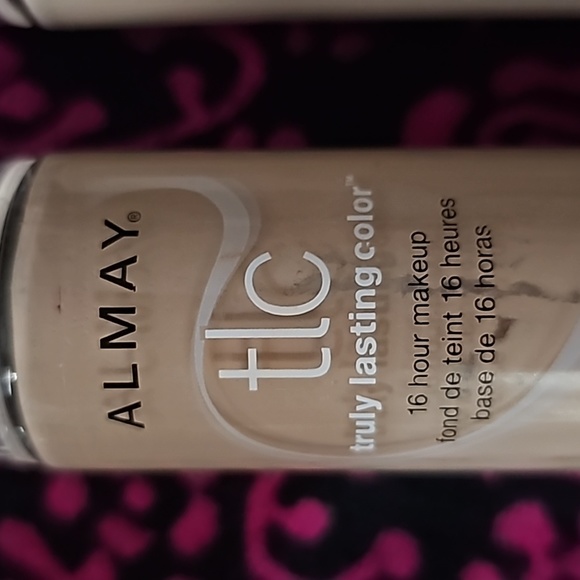 ALMAY®
tlc
truly lasting color™
16 hour makeup
fond de teint 16 heures
base de 16 horas